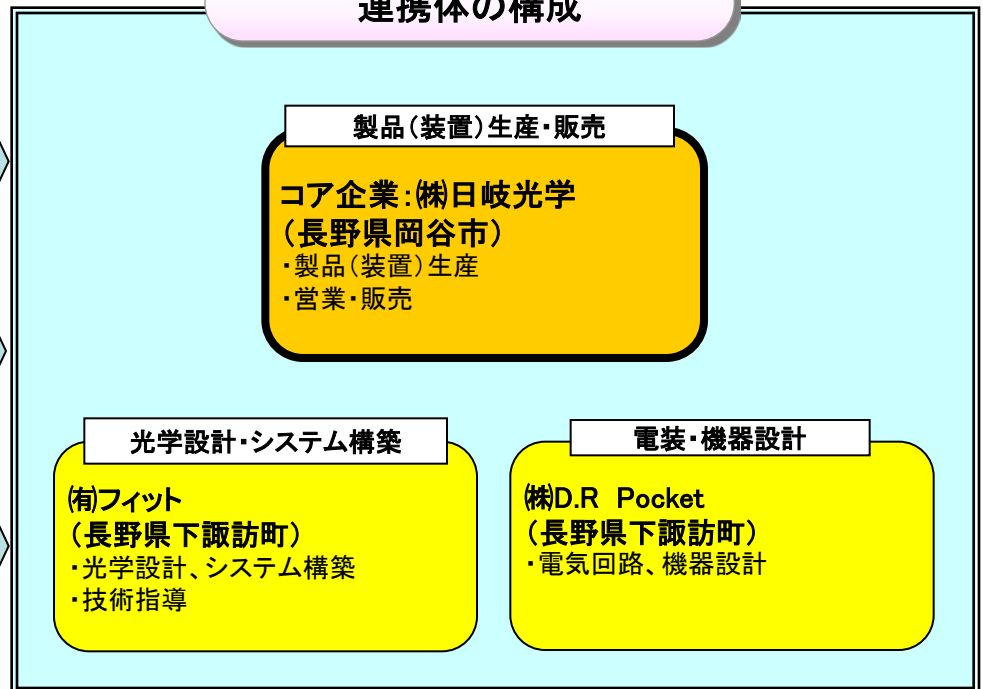 連携体の構成
製品(装置)生産・販売
コア企業:㈱日岐光学
(長野県岡谷市)
・製品(装置)生産
・営業・販売
光学設計・システム構築
㈲フィット
(長野県下諏訪町)
・光学設計、システム構築
・技術指導
電装・機器設計
㈱D.R Pocket
(長野県下諏訪町)
・電気回路、機器設計